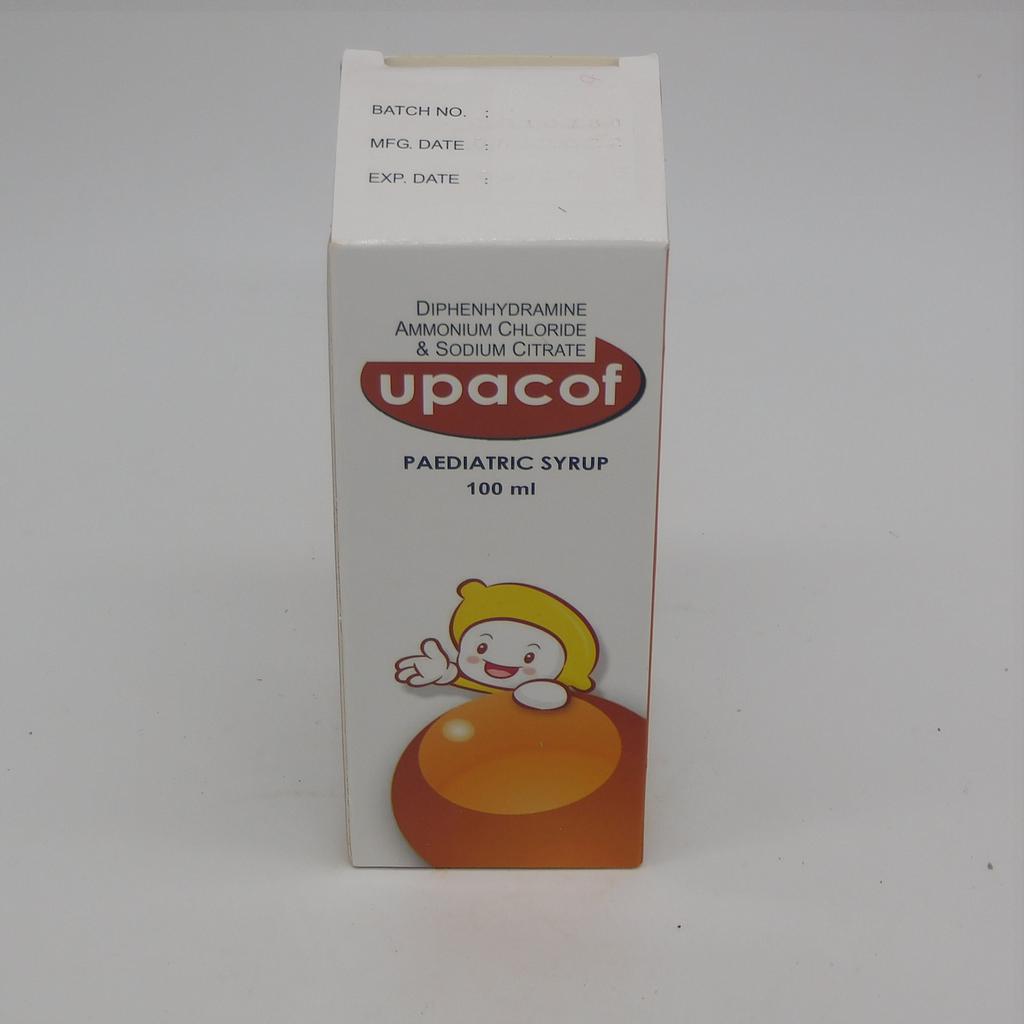 BATCH NO. :
MFG. DATE :
EXP. DATE :
DIPHENHYDRAMINE
AMMONIUM CHLORIDE
& SODIUM CITRATE
upacof
PAEDIATRIC SYRUP
100 ml